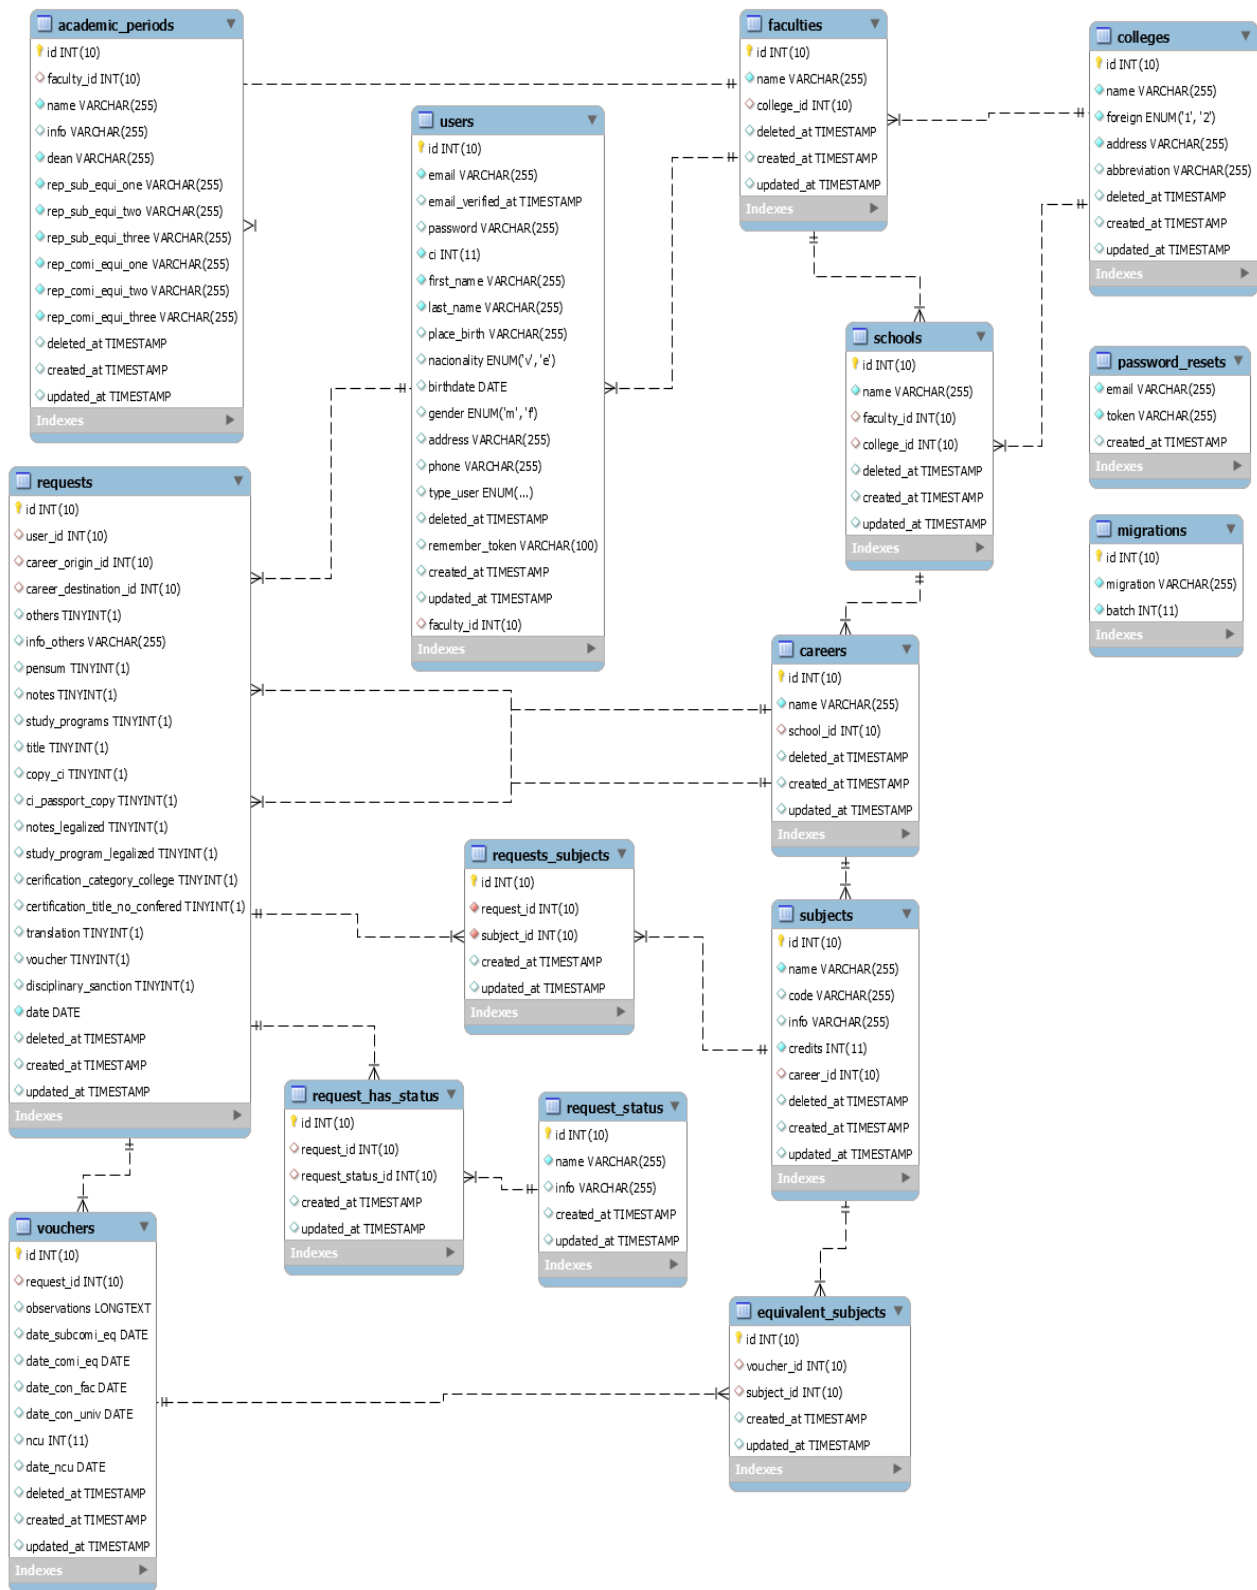 academic_periods
id INT(10)
faculty_id INT(10)
name VARCHAR(255)
info VARCHAR(255)
dean VARCHAR(255)
rep_sub_equi_one VARCHAR(255)
rep_sub_equi_two VARCHAR(255)
rep_sub_equi_three VARCHAR(255)
rep_comi_equi_one VARCHAR(255)
rep_comi_equi_two VARCHAR(255)
rep_comi_equi_three VARCHAR(255)
deleted_at TIMESTAMP
created_at TIMESTAMP
updated_at TIMESTAMP
Indexes
users
id INT(10)
email VARCHAR(255)
email_verified_at TIMESTAMP
password VARCHAR(255)
ci INT(11)
first_name VARCHAR(255)
last_name VARCHAR(255)
place_birth VARCHAR(255)
nacionality ENUM('v', 'e')
birthdate DATE
gender ENUM('m', 'f')
address VARCHAR(255)
phone VARCHAR(255)
type_user ENUM(...)
deleted_at TIMESTAMP
remember_token VARCHAR(100)
created_at TIMESTAMP
updated_at TIMESTAMP
faculty_id INT(10)
Indexes
faculties
id INT(10)
name VARCHAR(255)
college_id INT(10)
deleted_at TIMESTAMP
created_at TIMESTAMP
updated_at TIMESTAMP
Indexes
colleges
id INT(10)
name VARCHAR(255)
foreign ENUM('1', '2')
address VARCHAR(255)
abbreviation VARCHAR(255)
deleted_at TIMESTAMP
created_at TIMESTAMP
updated_at TIMESTAMP
Indexes
schools
id INT(10)
name VARCHAR(255)
faculty_id INT(10)
college_id INT(10)
deleted_at TIMESTAMP
created_at TIMESTAMP
updated_at TIMESTAMP
Indexes
password_resets
email VARCHAR(255)
token VARCHAR(255)
created_at TIMESTAMP
Indexes
migrations
id INT(10)
migration VARCHAR(255)
batch INT(11)
Indexes
requests
id INT(10)
user_id INT(10)
career_origin_id INT(10)
career_destination_id INT(10)
others TINYINT(1)
info_others VARCHAR(255)
pensum TINYINT(1)
notes TINYINT(1)
study_programs TINYINT(1)
title TINYINT(1)
copy_ci TINYINT(1)
ci_passport_copy TINYINT(1)
notes_legalized TINYINT(1)
study_program_legalized TINYINT(1)
cerification_category_college TINYINT(1)
certification_title_no_confered TINYINT(1)
translation TINYINT(1)
voucher TINYINT(1)
disciplinary_sanction TINYINT(1)
date DATE
deleted_at TIMESTAMP
created_at TIMESTAMP
updated_at TIMESTAMP
Indexes
careers
id INT(10)
name VARCHAR(255)
school_id INT(10)
deleted_at TIMESTAMP
created_at TIMESTAMP
updated_at TIMESTAMP
Indexes
requests_subjects
id INT(10)
request_id INT(10)
subject_id INT(10)
created_at TIMESTAMP
updated_at TIMESTAMP
Indexes
subjects
id INT(10)
name VARCHAR(255)
code VARCHAR(255)
info VARCHAR(255)
credits INT(11)
career_id INT(10)
deleted_at TIMESTAMP
created_at TIMESTAMP
updated_at TIMESTAMP
Indexes
request_has_status
id INT(10)
request_id INT(10)
request_status_id INT(10)
created_at TIMESTAMP
updated_at TIMESTAMP
Indexes
request_status
id INT(10)
name VARCHAR(255)
info VARCHAR(255)
created_at TIMESTAMP
updated_at TIMESTAMP
Indexes
vouchers
id INT(10)
request_id INT(10)
observations LONGTEXT
date_subcomi_eq DATE
date_comi_eq DATE
date_con_fac DATE
date_con_univ DATE
ncu INT(11)
date_ncu DATE
deleted_at TIMESTAMP
created_at TIMESTAMP
updated_at TIMESTAMP
Indexes
equivalent_subjects
id INT(10)
voucher_id INT(10)
subject_id INT(10)
created_at TIMESTAMP
updated_at TIMESTAMP
Indexes